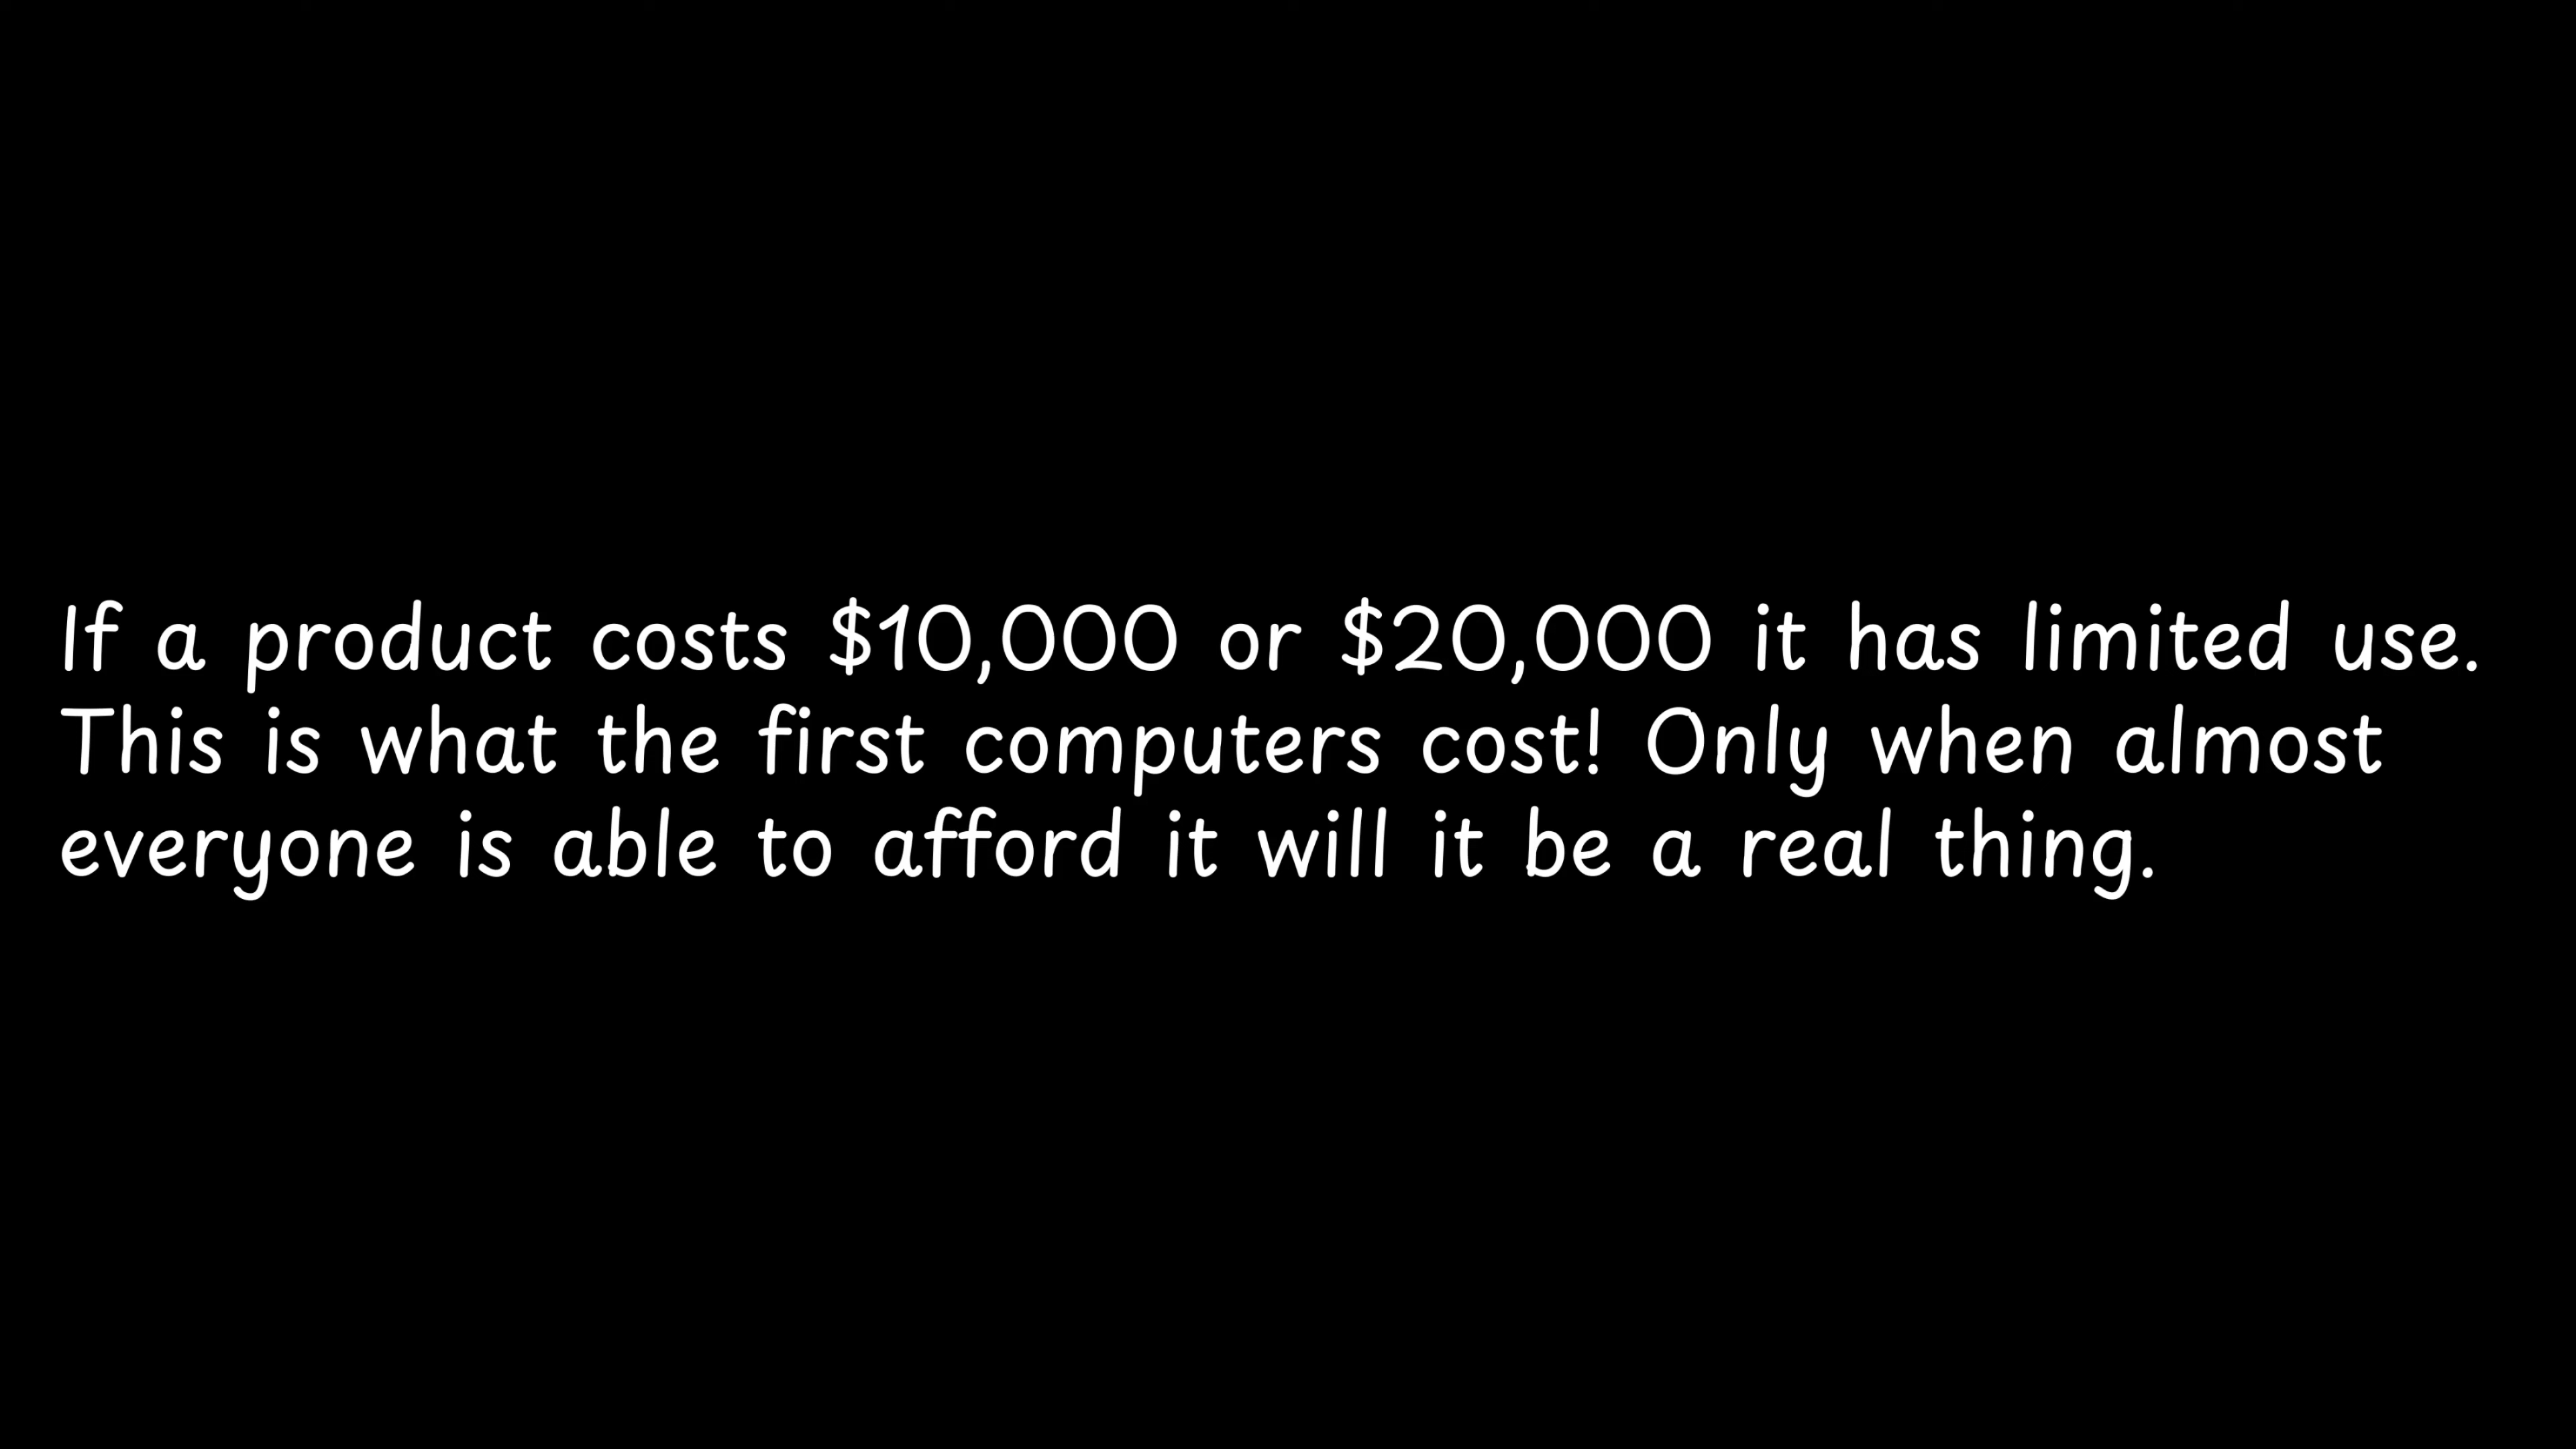 If a product costs $10,000 or $20,000 it has limited use.
This is what the first computers cost! Only when almost
everyone is able to afford it will it be a real thing.